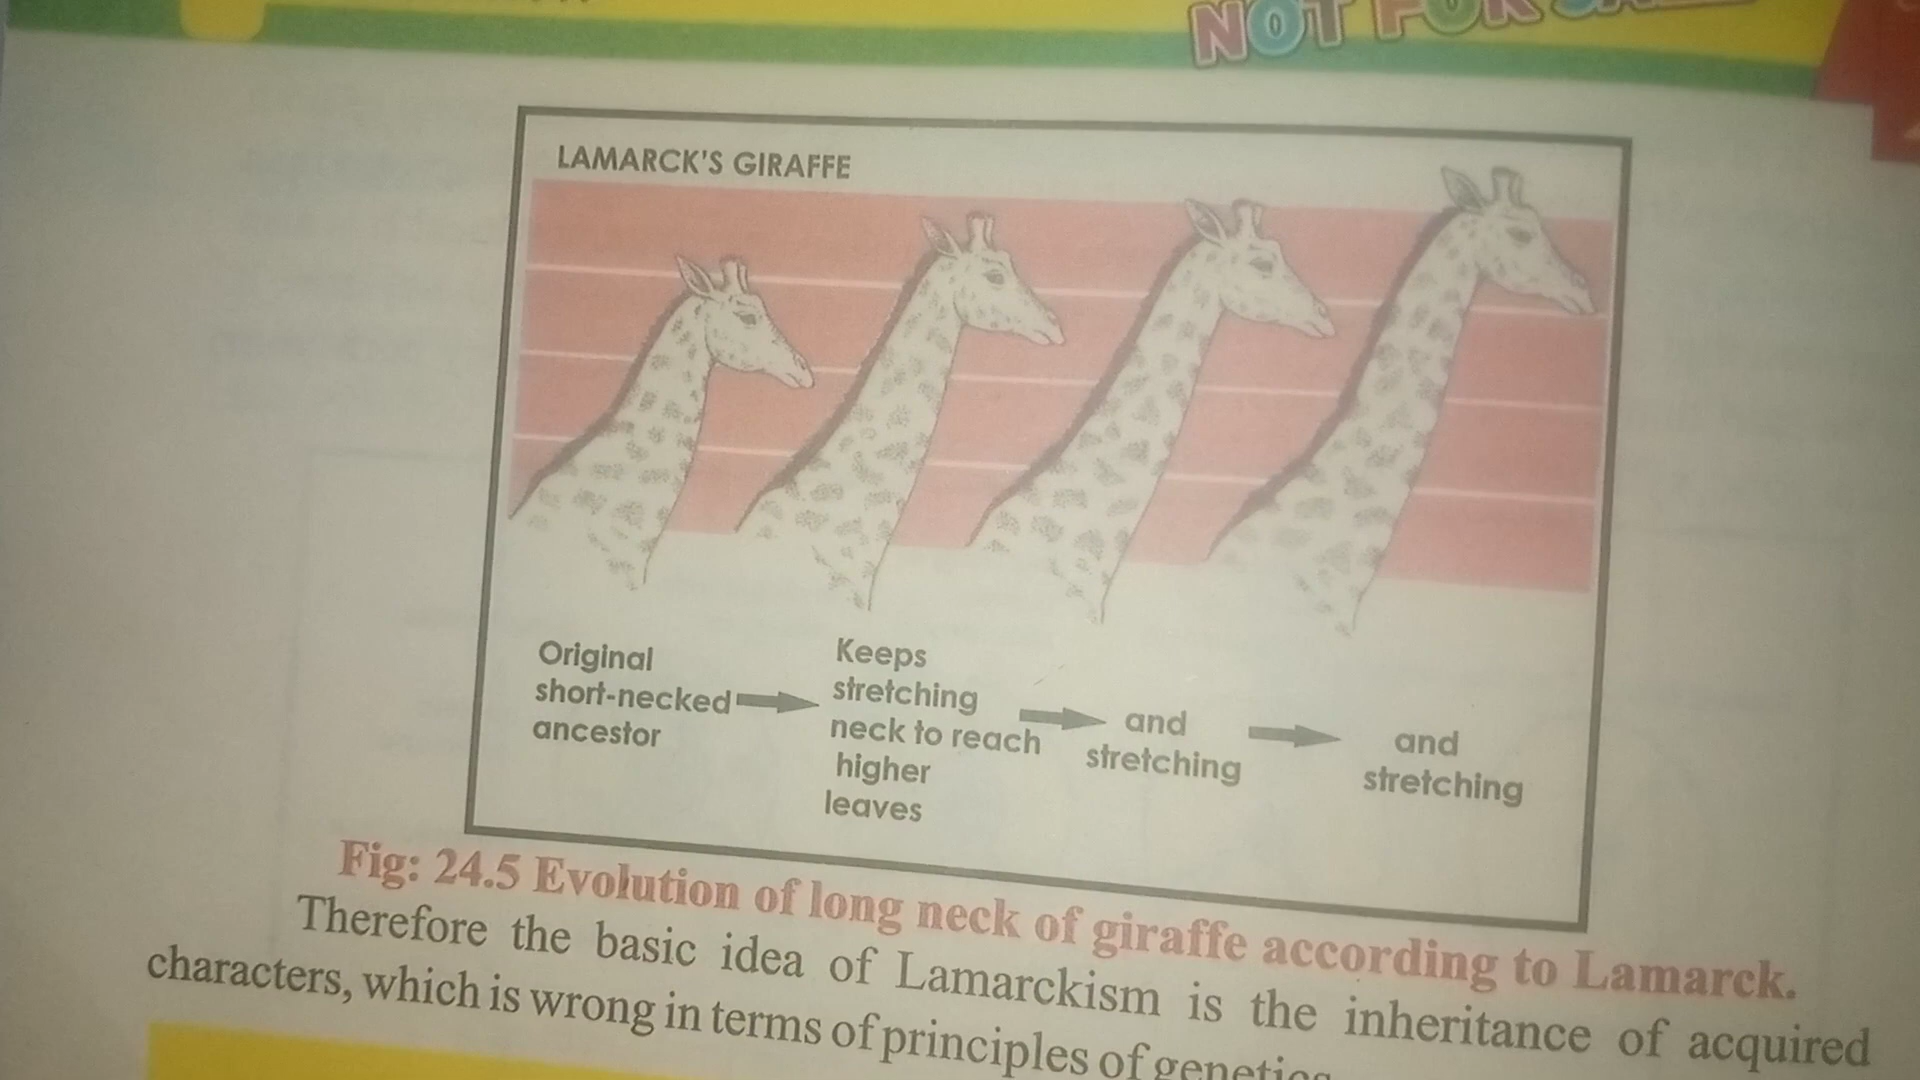 NOT FOR
LAMARCK'S GIRAFFE
Original
short-necked
ancestor
Keeps
stretching
neck to reach
higher
leaves
and
stretching
and
stretching
Fig: 24.5 Evolution of long neck of giraffe according to Lamarck.
Therefore the basic idea of Lamarckism is the inheritance of acquired
characters, which is wrong in terms of principles of genetics